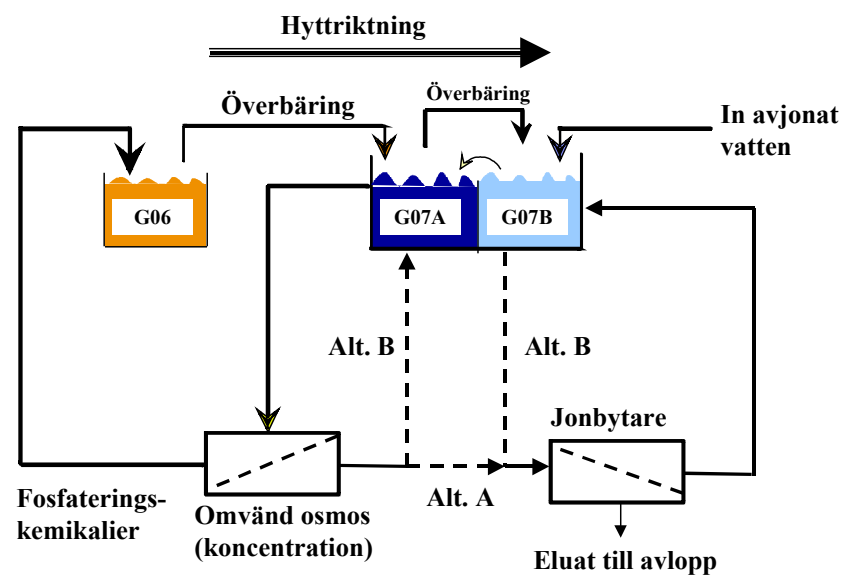 Hyttriktning
Överbäring
Överbäring
In avjonat
vatten
G06
G07A
G07B
Alt. B
Alt. B
Jonbytare
Alt. A
Fosfaterings-
kemikalier
Omvänd osmos
(koncentration)
Eluat till avlopp